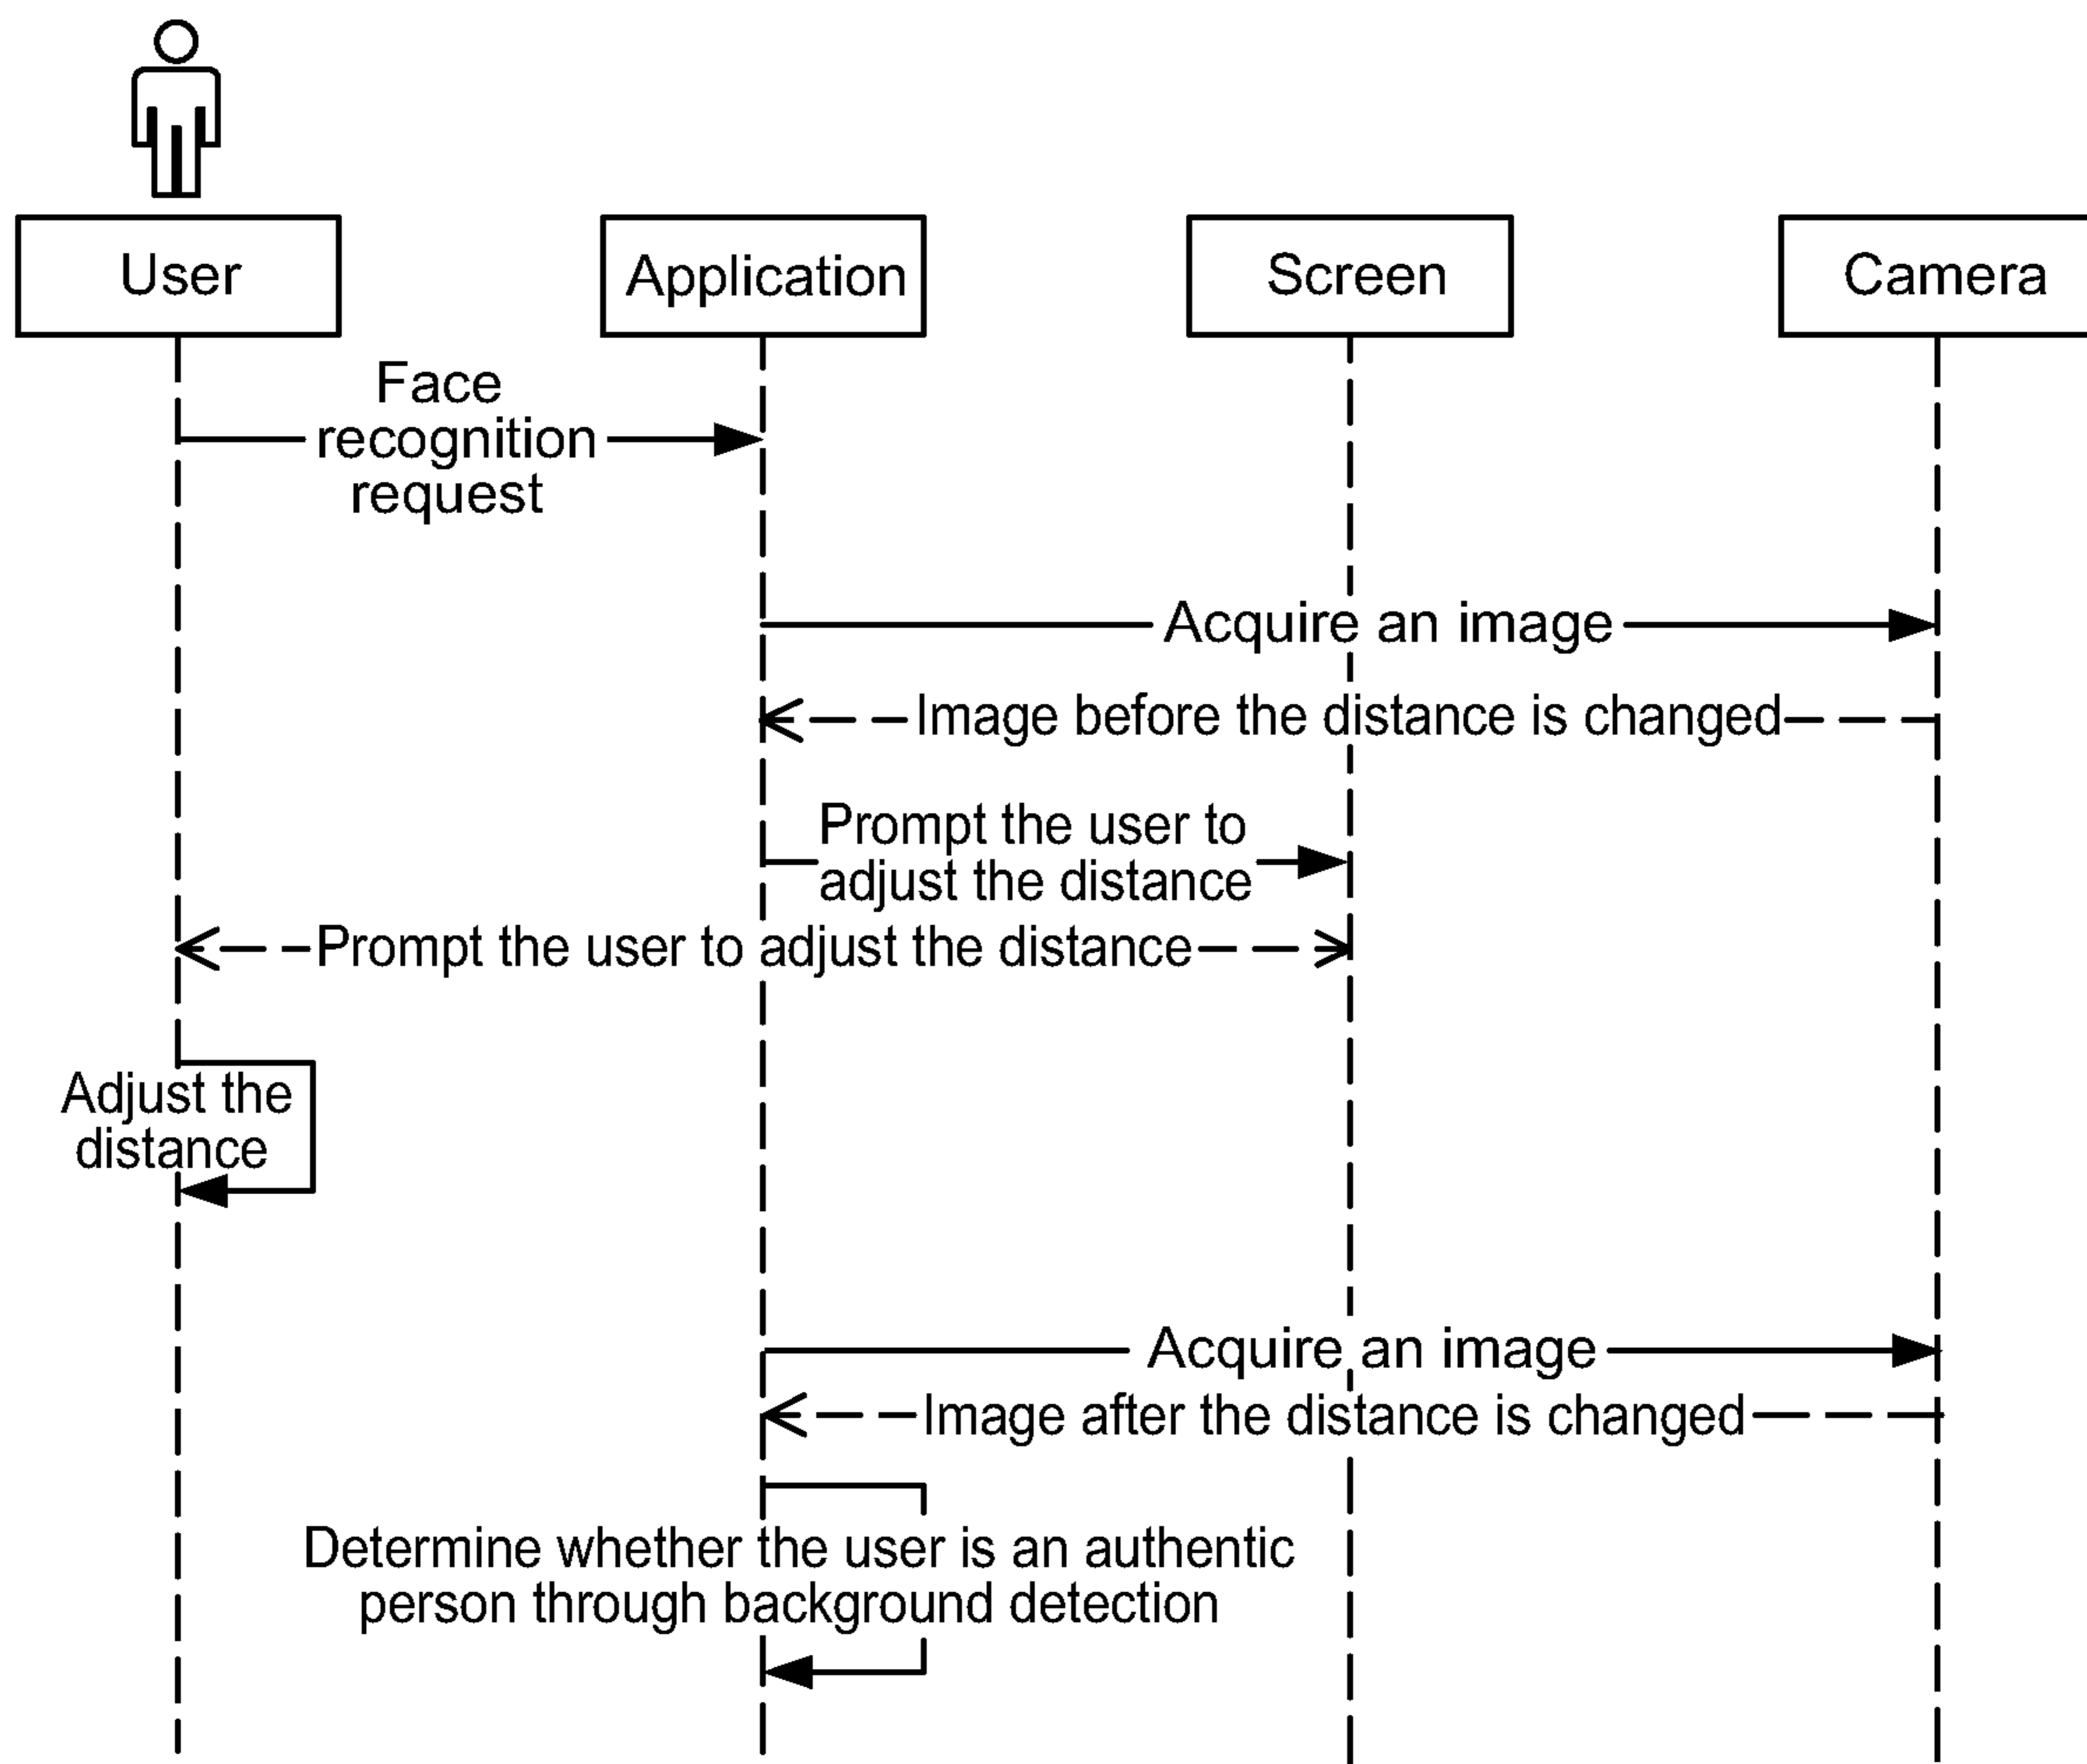 User
Application
Screen
Camera
Face
recognition
request
Acquire an image
Image before the distance is changed
Prompt the user to
adjust the distance
Prompt the user to adjust the distance
Adjust the
distance
Acquire an image
Image after the distance is changed
Determine whether the user is an authentic
person through background detection